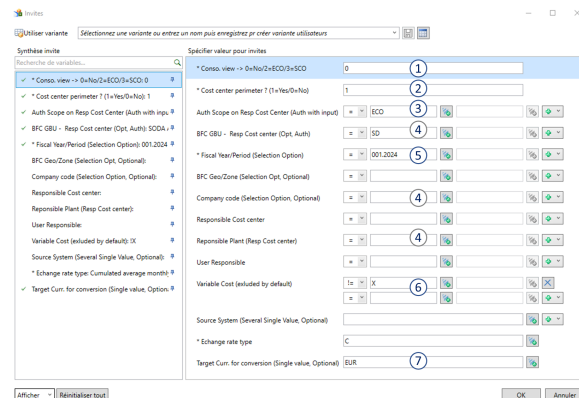 Invites
Utiliser variante Sélectionnez une variante ou entrez un nom puis enregistrez pr créer variante utilisateurs
Synthèse invite
Recherche de variables...
* Conso. view -> 0=No/2=ECO/3=SCO: 0
* Cost center perimeter ? (1=Yes/0=No): 1
Auth Scope on Resp Cost Center (Auth with inpu
BFC GBU - Resp Cost center (Opt, Auth): SODA
* Fiscal Year/Period (Selection Option): 001.2024
BFC Geo/Zone (Selection Opt, Optional):
Company code (Selection Option, Optional):
Responsible Cost center:
Reponsible Plant (Resp Cost center):
User Responsible:
Variable Cost (exluded by default): !X
Source System (Several Single Value, Optional):
* Echange rate type: Cumulated average monthly
Target Curr. for conversion (Single value, Option
Spécifier valeur pour invites
* Conso. view -> 0=No/2=ECO/3=SCO 0 1
* Cost center perimeter ? (1=Yes/0=No) 1 2
Auth Scope on Resp Cost Center (Auth with input) = ECO 3
BFC GBU - Resp Cost center (Opt, Auth) = SD 4
* Fiscal Year/Period (Selection Option) = 001.2024 5
BFC Geo/Zone (Selection Opt, Optional) =
Company code (Selection Option, Optional) = 4
Responsible Cost center =
Reponsible Plant (Resp Cost center) = 4
User Responsible =
Variable Cost (exluded by default) != X 6
=
Source System (Several Single Value, Optional)
* Echange rate type C
Target Curr. for conversion (Single value, Optional) EUR 7
Afficher Réinitialiser tout OK Annuler